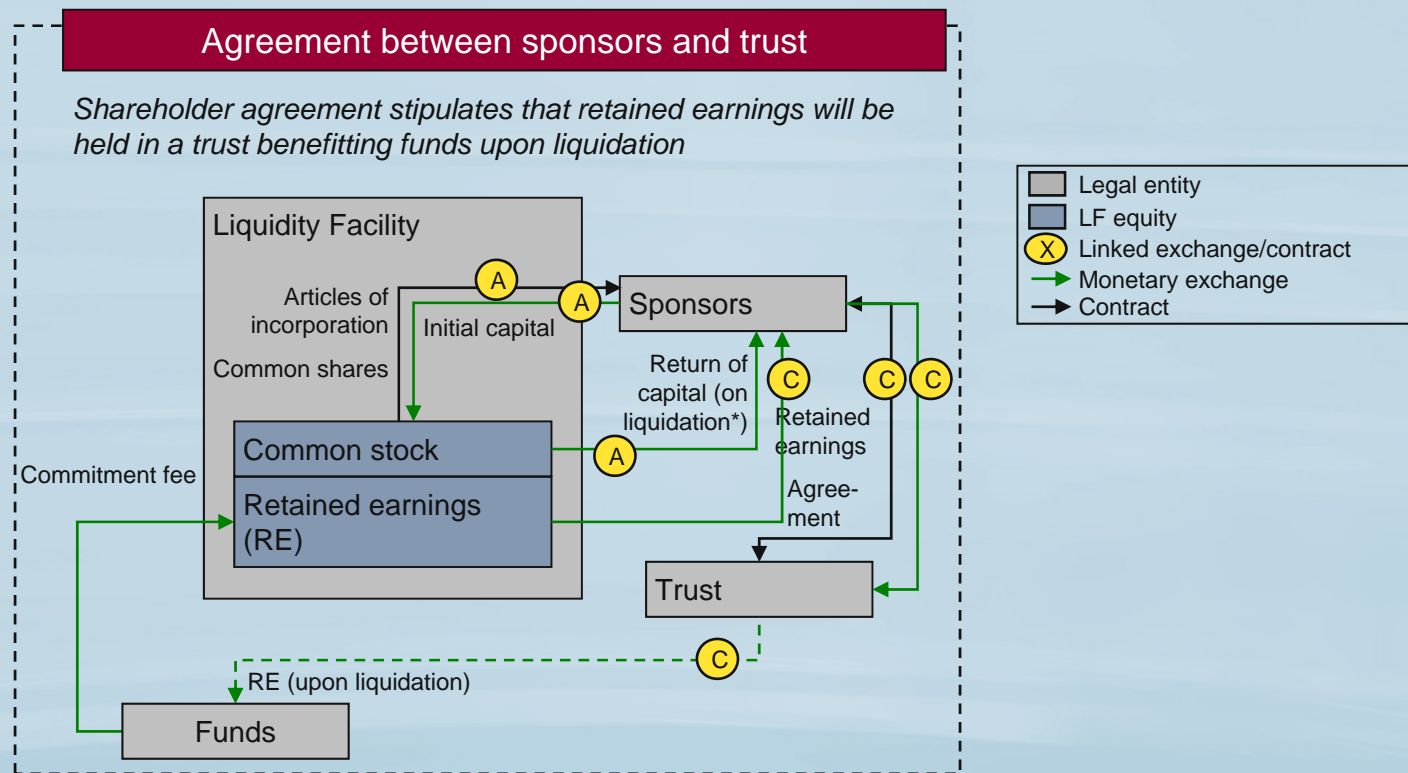 Agreement between sponsors and trust
Shareholder agreement stipulates that retained earnings will be
held in a trust benefitting funds upon liquidation
Legal entity
LF equity
X Linked exchange/contract
Monetary exchange
Contract
Liquidity Facility
A
A
Articles of
incorporation
Initial capital
Common shares
Sponsors
Return of
capital (on
liquidation*)
C
C
C
Retained
earnings
Common stock
A
Commitment fee
Retained earnings
(RE)
Agree-
ment
Trust
C
RE (upon liquidation)
Funds